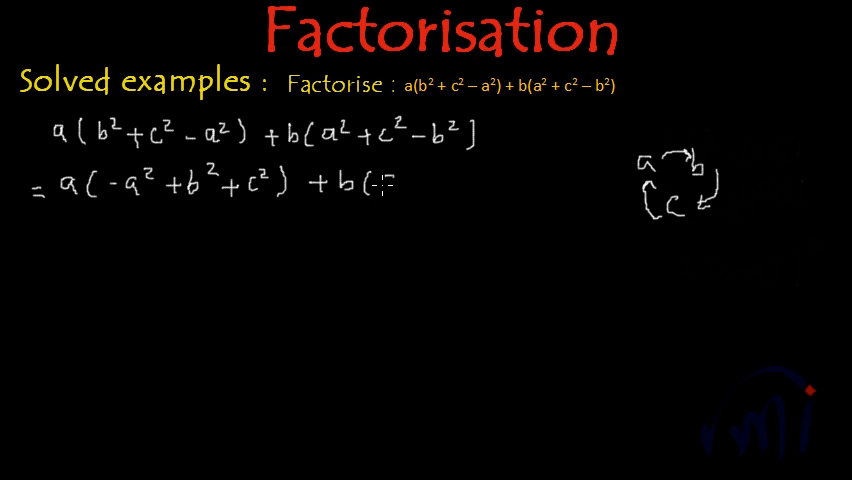 Factorisation
Solved examples : Factorise : a(b² + c² – a²) + b(a² + c² – b²)
a(b²+c²-a²) +b(a²+c²-b²]
a b
= a(-a²+b²+c²) +b(
c
vmi